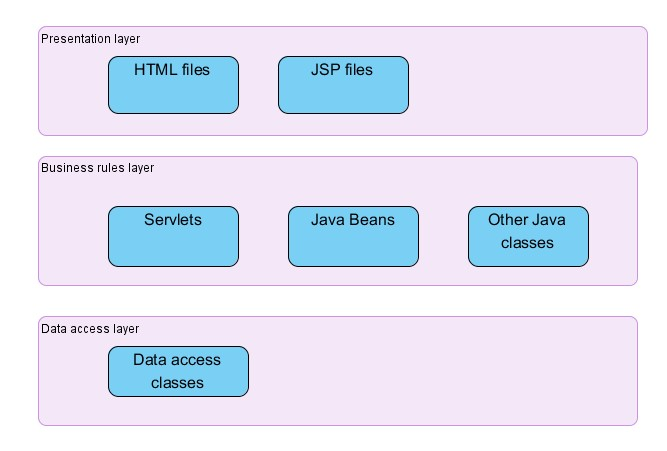 Presentation layer
HTML files
JSP files
Business rules layer
Servlets
Java Beans
Other Java
classes
Data access layer
Data access
classes